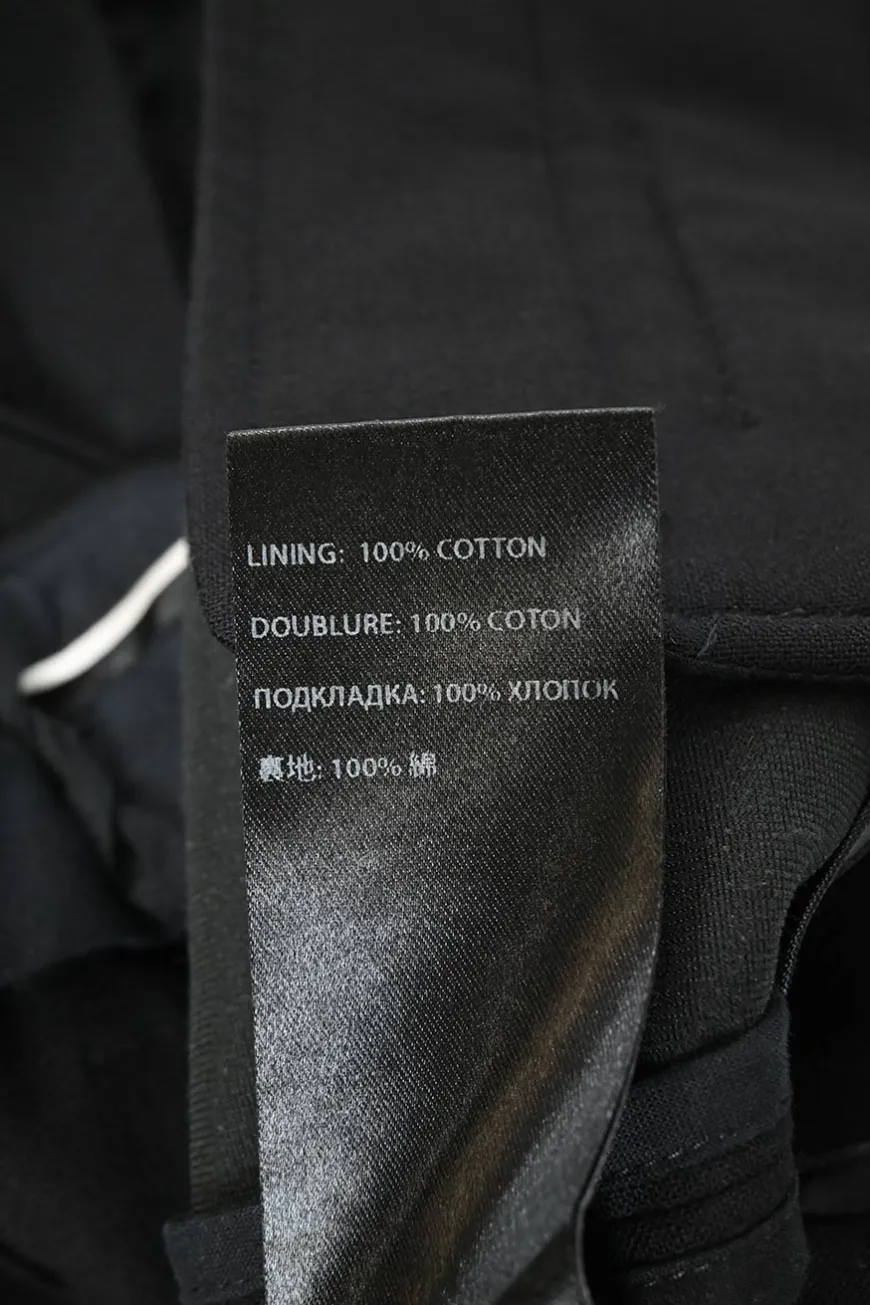 LINING: 100% COTTON
DOUBLURE: 100% COTON
ПОДКЛАДКА: 100% ХЛОПОК
裏地: 100% 綿